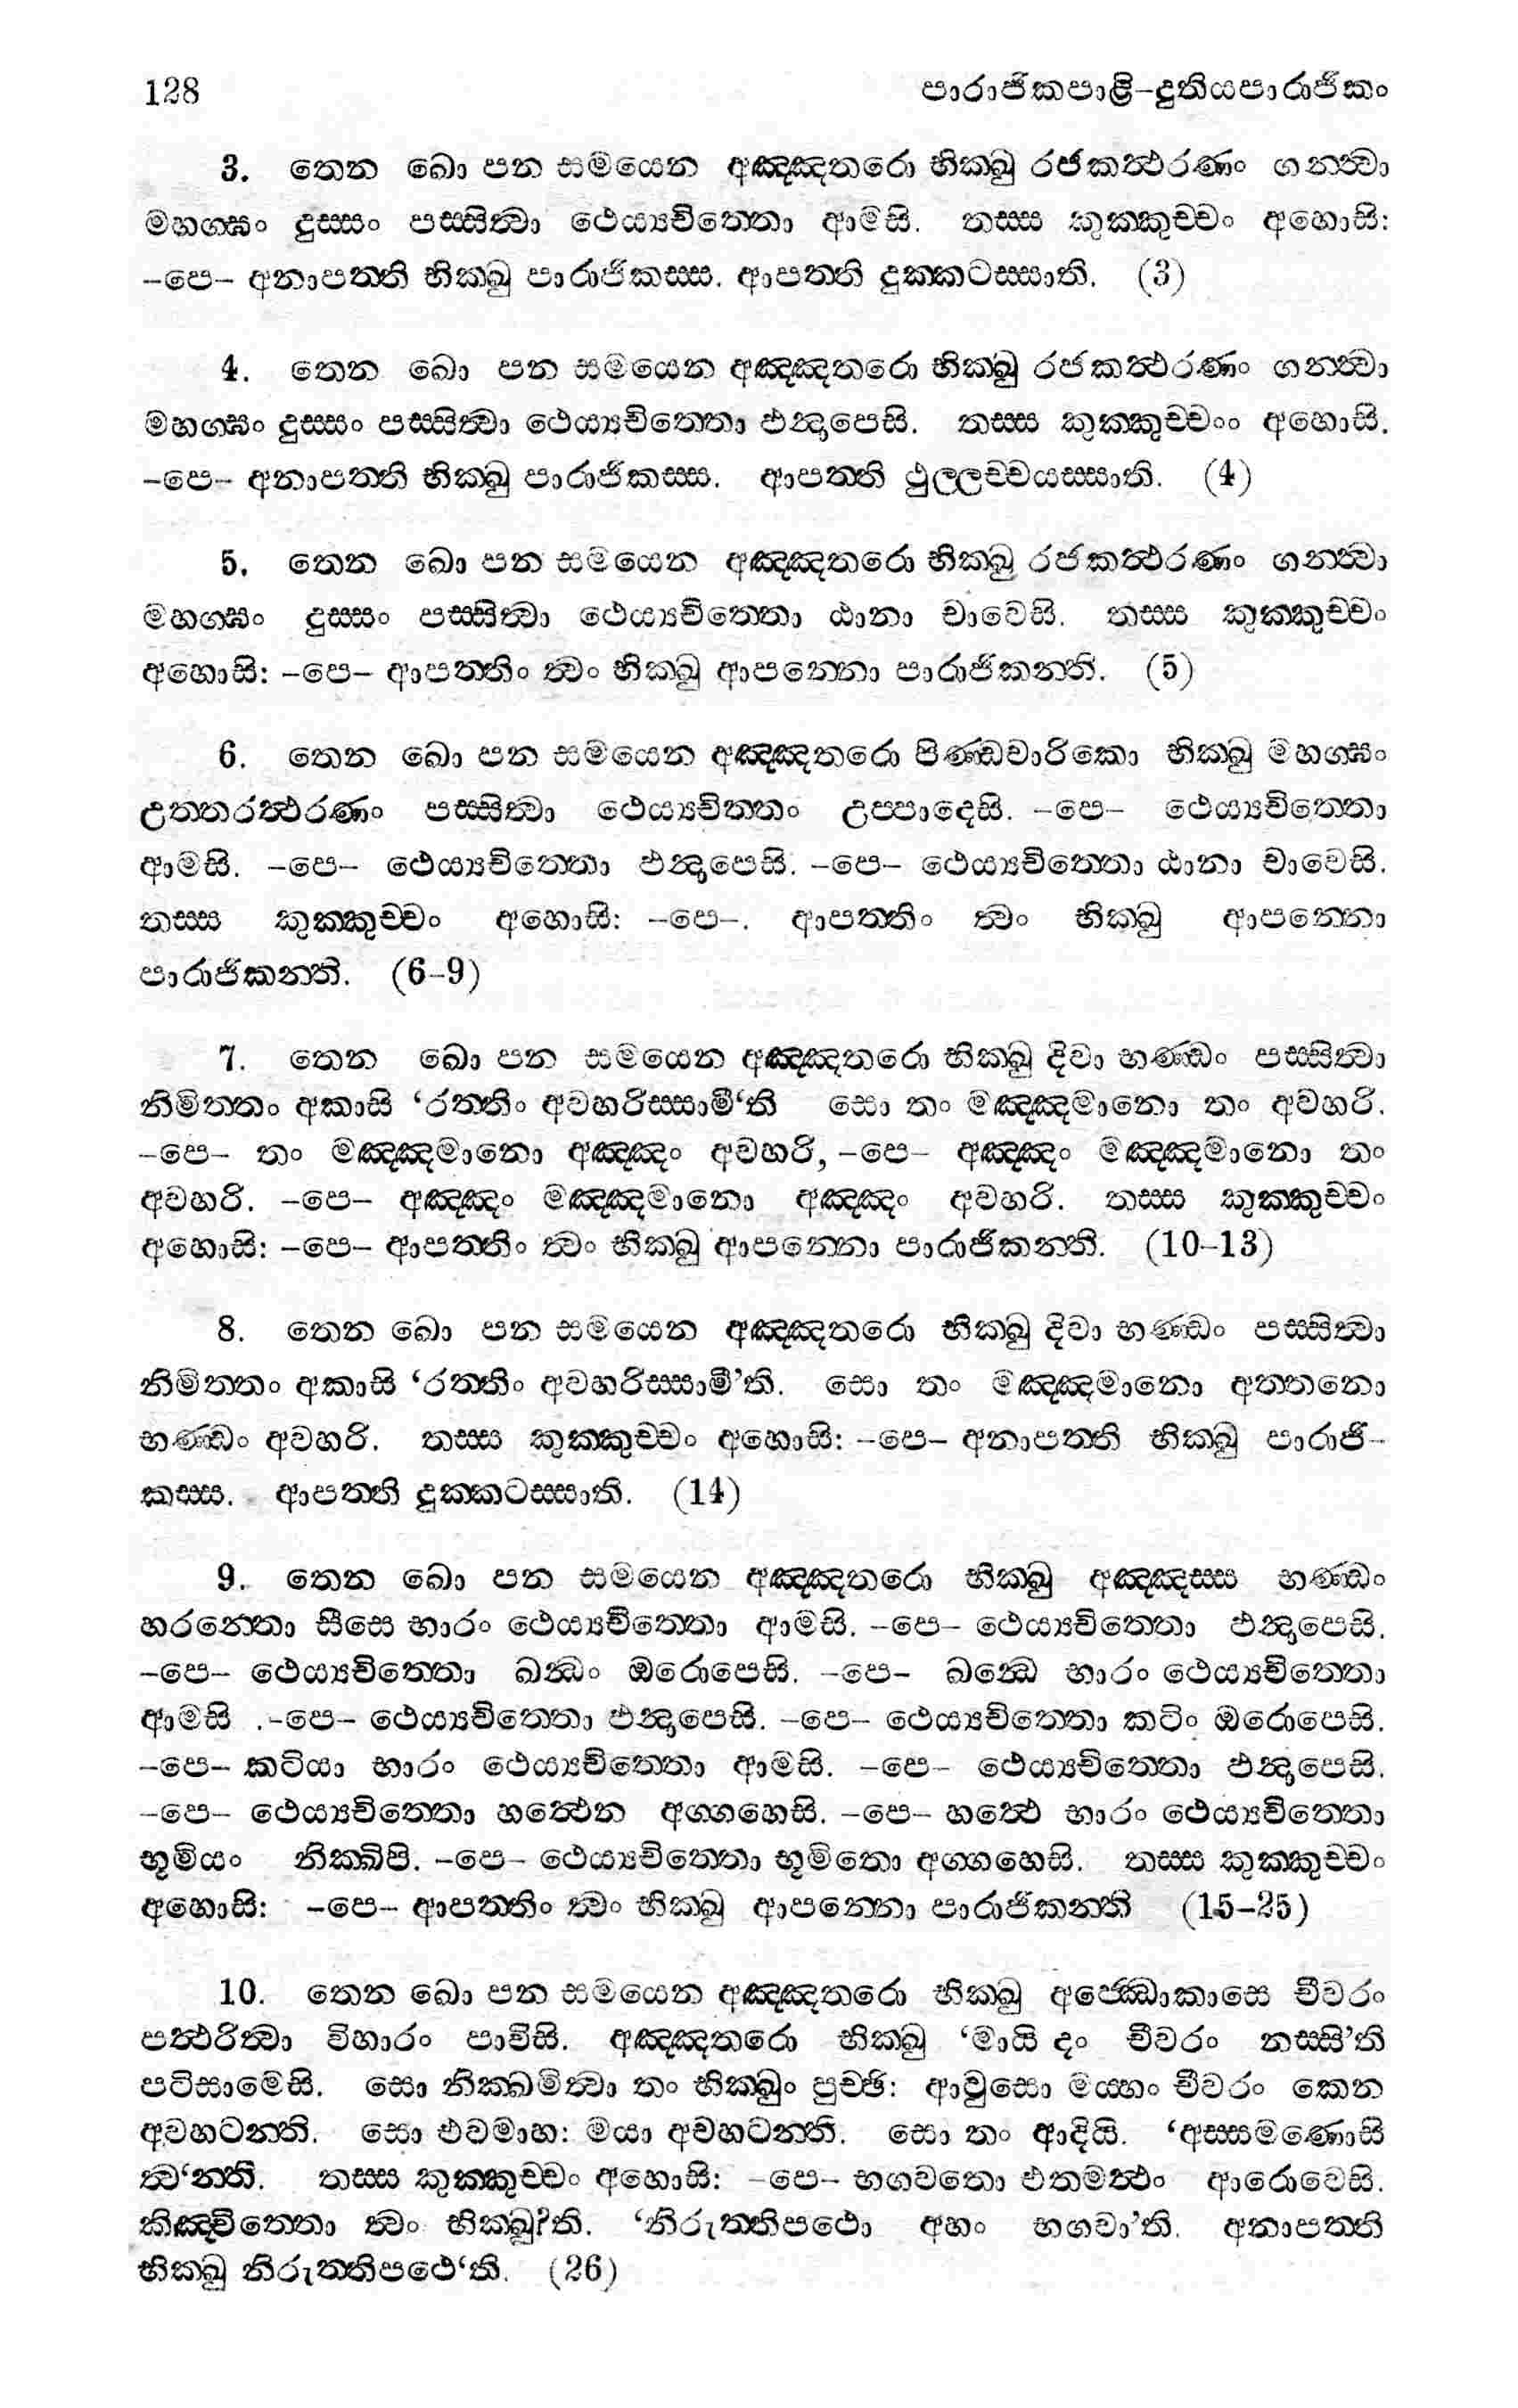 128 පාරාජිකපාළි-දුතියපාරාජිකං
3. තෙන ඛො පන සමයෙන අඤ්ඤතරො භික්ඛු රජකත්‍ථරණං ගන්ත්‍වා
මහග්ඝං දුස්සං පස්සිත්‍වා ථෙය්‍යචිත්තො ආමසි. තස්ස කුක්කුච්චං අහොසි:
–පෙ– අනාපත්ති භික්ඛු පාරාජිකස්ස. ආපත්ති දුක්කටස්සාති. (3)
4. තෙන ඛො පන සමයෙන අඤ්ඤතරො භික්ඛු රජකත්‍ථරණං ගන්ත්‍වා
මහග්ඝං දුස්සං පස්සිත්‍වා ථෙය්‍යචිත්තො ඵන්‍දාපෙසි. තස්ස කුක්කුච්චංං අහොසි.
–පෙ– අනාපත්ති භික්ඛු පාරාජිකස්ස. ආපත්ති ථුල්ලච්චයස්සාති. (4)
5. තෙන ඛො පන සමයෙන අඤ්ඤතරො භික්ඛු රජකත්‍ථරණං ගන්ත්‍වා
මහග්ඝං දුස්සං පස්සිත්‍වා ථෙය්‍යචිත්තො ඨානා චාවෙසි. තස්ස කුක්කුච්චං
අහොසි: –පෙ– ආපත්තිං ත්‍වං භික්ඛු ආපන්නො පාරාජිකන්ති. (5)
6. තෙන ඛො පන සමයෙන අඤ්ඤතරො පිණ්ඩචාරිකො භික්ඛු මහග්ඝං
උත්තරත්‍ථරණං පස්සිත්‍වා ථෙය්‍යචිත්තං උප්පාදෙසි. –පෙ– ථෙය්‍යචිත්තො
ආමසි. –පෙ– ථෙය්‍යචිත්තො ඵන්‍දාපෙසි. –පෙ– ථෙය්‍යචිත්තො ඨානා චාවෙසි.
තස්ස කුක්කුච්චං අහොසි: –පෙ–. ආපත්තිං ත්‍වං භික්ඛු ආපන්නො
පාරාජිකන්ති. (6–9)
7. තෙන ඛො පන සමයෙන අඤ්ඤතරො භික්ඛු දිවා භණ්ඩං පස්සිත්‍වා
නිමිත්තං අකාසි ‘රත්තිං අවහරිස්සාමී‘ති සො තං මඤ්ඤමානො තං අවහරි.
–පෙ– තං මඤ්ඤමානො අඤ්ඤං අවහරි, –පෙ– අඤ්ඤං මඤ්ඤමානො තං
අවහරි. –පෙ– අඤ්ඤං මඤ්ඤමානො අඤ්ඤං අවහරි. තස්ස කුක්කුච්චං
අහොසි: –පෙ– ආපත්තිං ත්‍වං භික්ඛු ආපන්නො පාරාජිකන්ති. (10–13)
8. තෙන ඛො පන සමයෙන අඤ්ඤතරො භික්ඛු දිවා භණ්ඩං පස්සිත්‍වා
නිමිත්තං අකාසි ‘රත්තිං අවහරිස්සාමී’ති. සො තං මඤ්ඤමානො අත්තනො
භණ්ඩං අවහරි. තස්ස කුක්කුච්චං අහොසි: –පෙ– අනාපත්ති භික්ඛු පාරාජි–
කස්ස. ආපත්ති දුක්කටස්සාති. (14)
9. තෙන ඛො පන සමයෙන අඤ්ඤතරො භික්ඛු අඤ්ඤස්ස භණ්ඩං
හරන්තො සීසෙ භාරං ථෙය්‍යචිත්තො ආමසි. –පෙ– ථෙය්‍යචිත්තො ඵන්‍දාපෙසි.
–පෙ– ථෙය්‍යචිත්තො ඛන්‍ධං ඔරොපෙසි. –පෙ– ඛන්‍ධෙ භාරං ථෙය්‍යචිත්තො
ආමසි .–පෙ– ථෙය්‍යචිත්තො ඵන්‍දාපෙසි. –පෙ– ථෙය්‍යචිත්තො කටිං ඔරොපෙසි.
–පෙ– කටියා භාරං ථෙය්‍යචිත්තො ආමසි. –පෙ– ථෙය්‍යචිත්තො ඵන්‍දාපෙසි.
–පෙ– ථෙය්‍යචිත්තො හත්‍ථෙන අග්ගහෙසි. –පෙ– හත්‍ථෙ භාරං ථෙය්‍යචිත්තො
භූමියං නික්ඛිපි. –පෙ– ථෙය්‍යචිත්තො භූමිතො අග්ගහෙසි. තස්ස කුක්කුච්චං
අහොසි: –පෙ– ආපත්තිං ත්‍වං භික්ඛු ආපන්නො පාරාජිකන්ති (15–25)
10. තෙන ඛො පන සමයෙන අඤ්ඤතරො භික්ඛු අජ්ඣොකාසෙ චීවරං
පත්‍ථරිත්‍වා විහාරං පාවිසි. අඤ්ඤතරො භික්ඛු ‘මායිදං චීවරං නස්සී’ති
පටිසාමෙසි. සො නික්ඛමිත්‍වා තං භික්ඛුං පුච්ඡි: ආවුසො මය්හං චීවරං කෙන
අවහටන්ති. සො එවමාහ: මයා අවහටන්ති. සො තං ආදියි. ‘අස්සමණොසි
ත්‍ව‘න්ති. තස්ස කුක්කුච්චං අහොසි: –පෙ– භගවතො එතමත්‍ථං ආරොචෙසි.
කිඤ්චිත්තො ත්‍වං භික්ඛූ?ති. ‘නිරුත්තිපථො අහං භගවා’ති. අනාපත්ති
භික්ඛු නිරුත්තිපථෙ‘ති. (26)